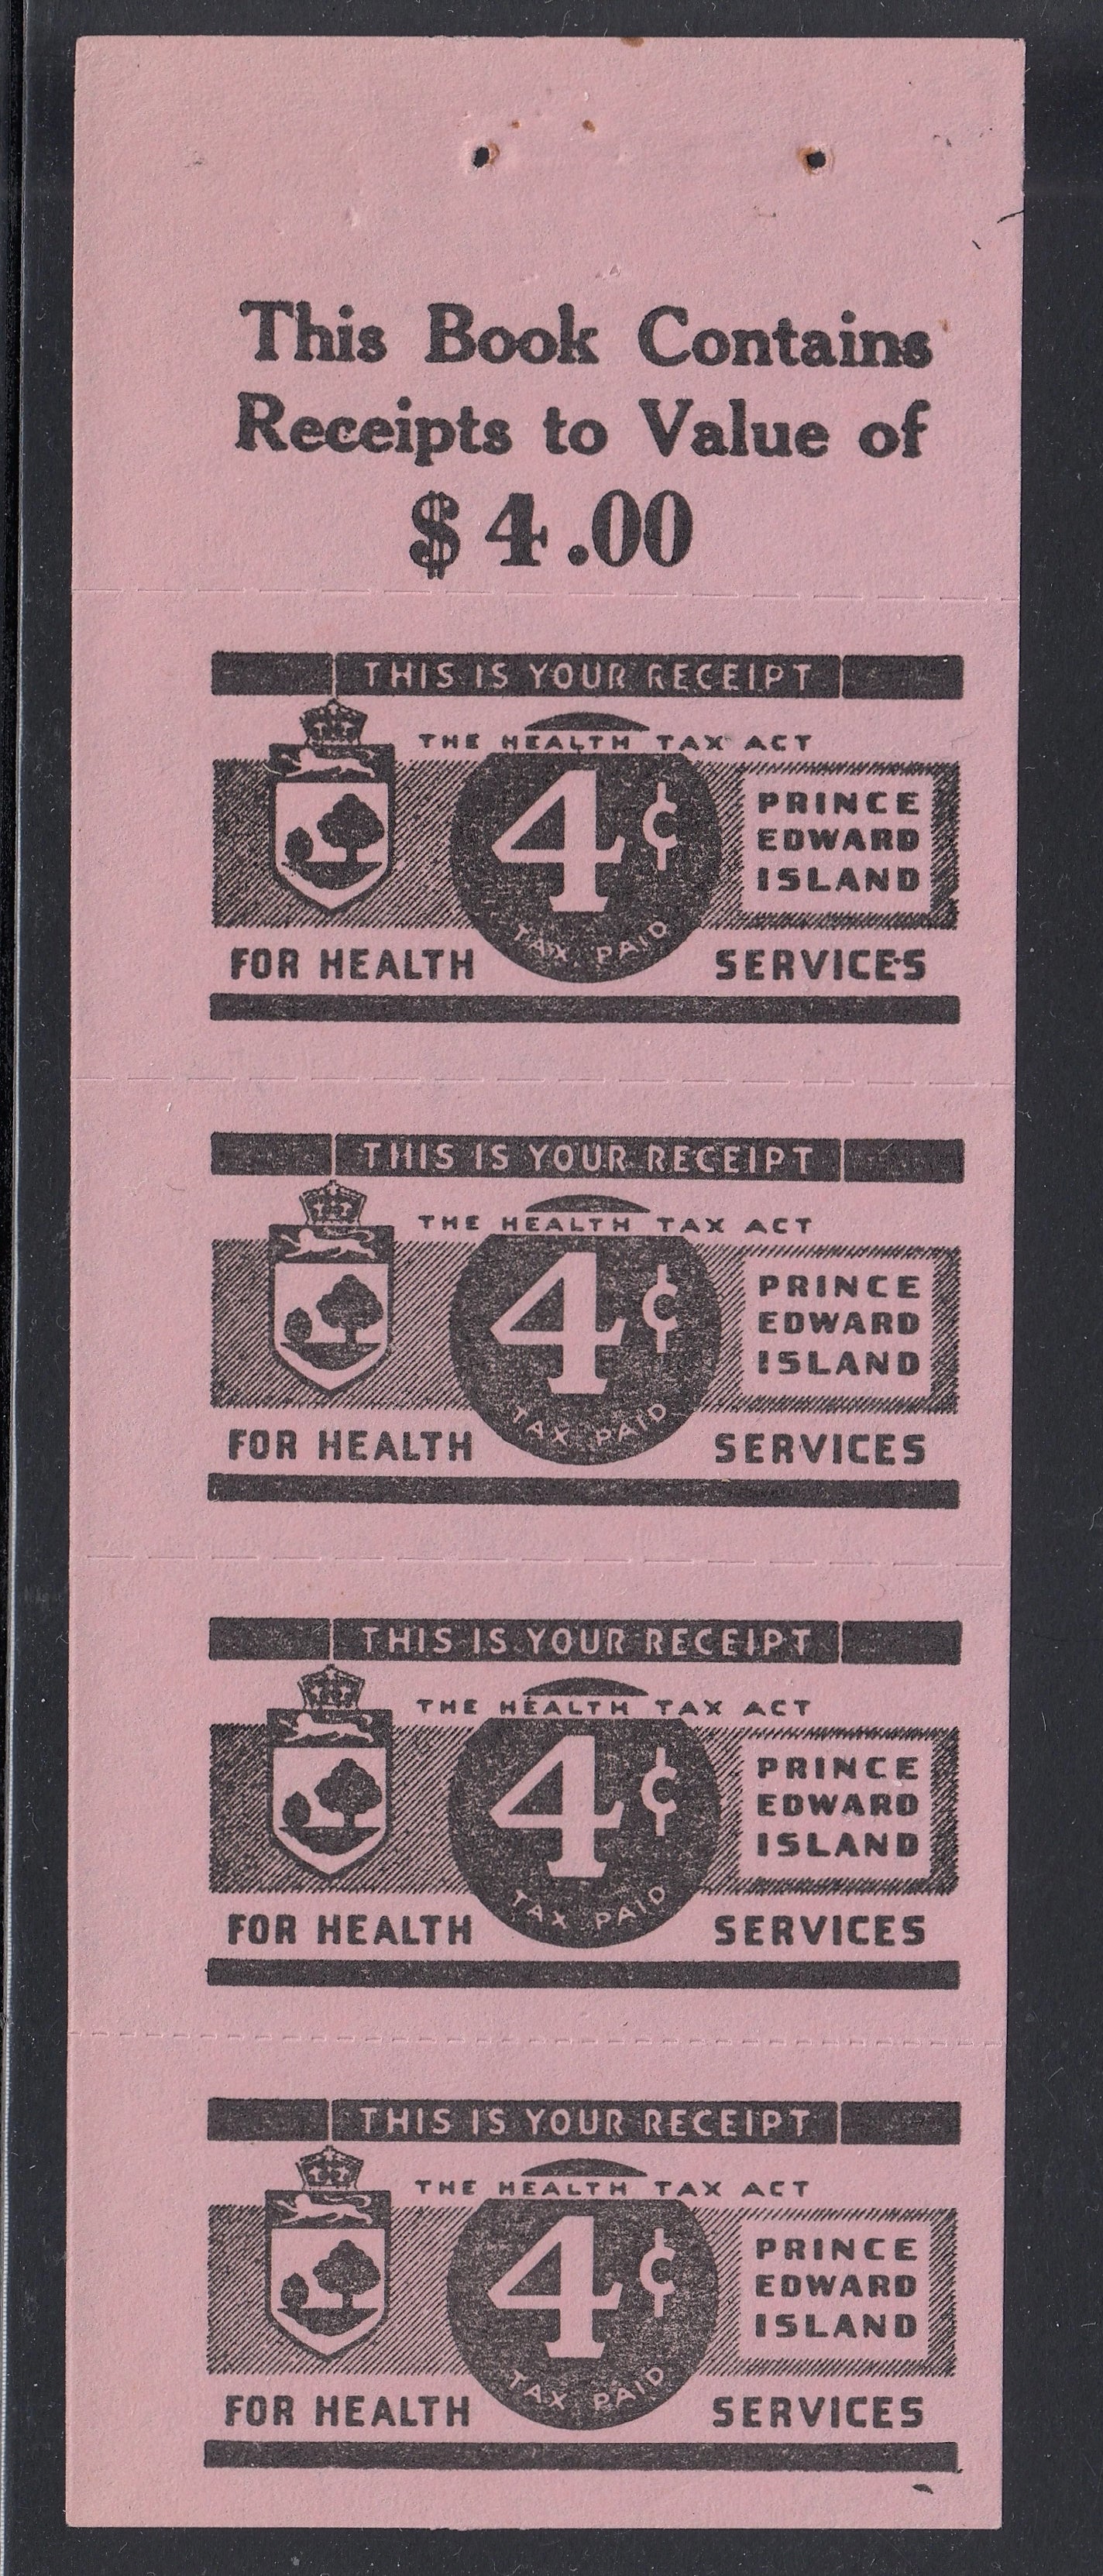 This Book Contains
Receipts to Value of
$4.00
THIS IS YOUR RECEIPT
THE HEALTH TAX ACT
4¢
PRINCE
EDWARD
ISLAND
TAX PAID
FOR HEALTH SERVICES
THIS IS YOUR RECEIPT
THE HEALTH TAX ACT
4¢
PRINCE
EDWARD
ISLAND
TAX PAID
FOR HEALTH SERVICES
THIS IS YOUR RECEIPT
THE HEALTH TAX ACT
4¢
PRINCE
EDWARD
ISLAND
TAX PAID
FOR HEALTH SERVICES
THIS IS YOUR RECEIPT
THE HEALTH TAX ACT
4¢
PRINCE
EDWARD
ISLAND
TAX PAID
FOR HEALTH SERVICES